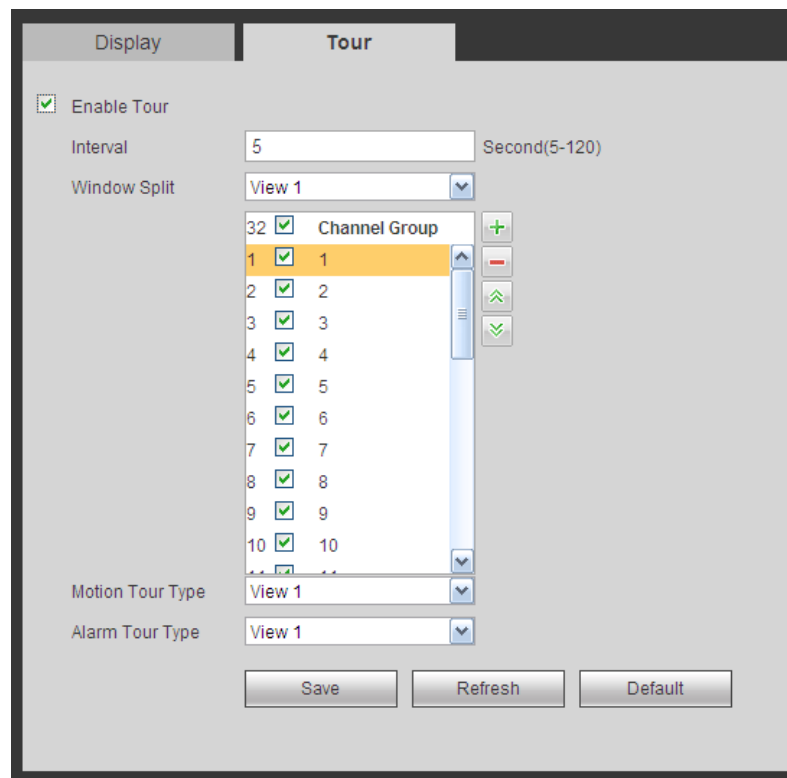 Display Tour
Enable Tour
Interval 5 Second(5-120)
Window Split View 1
32 Channel Group
1 1
2 2
3 3
4 4
5 5
6 6
7 7
8 8
9 9
10 10
Motion Tour Type View 1
Alarm Tour Type View 1
Save Refresh Default